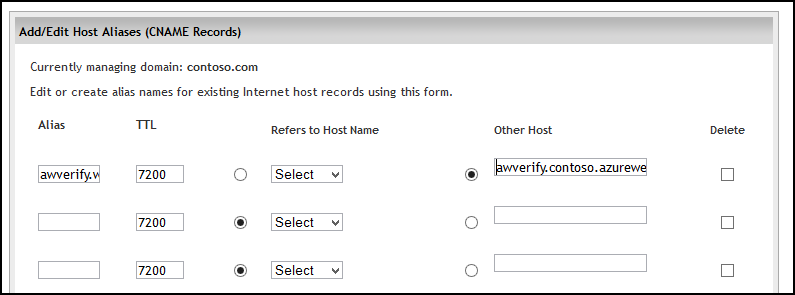 Add/Edit Host Aliases (CNAME Records)
Currently managing domain: contoso.com
Edit or create alias names for existing Internet host records using this form.
Alias TTL Refers to Host Name Other Host Delete
awverify.w 7200 Select awverify.contoso.azurewe
7200 Select
7200 Select